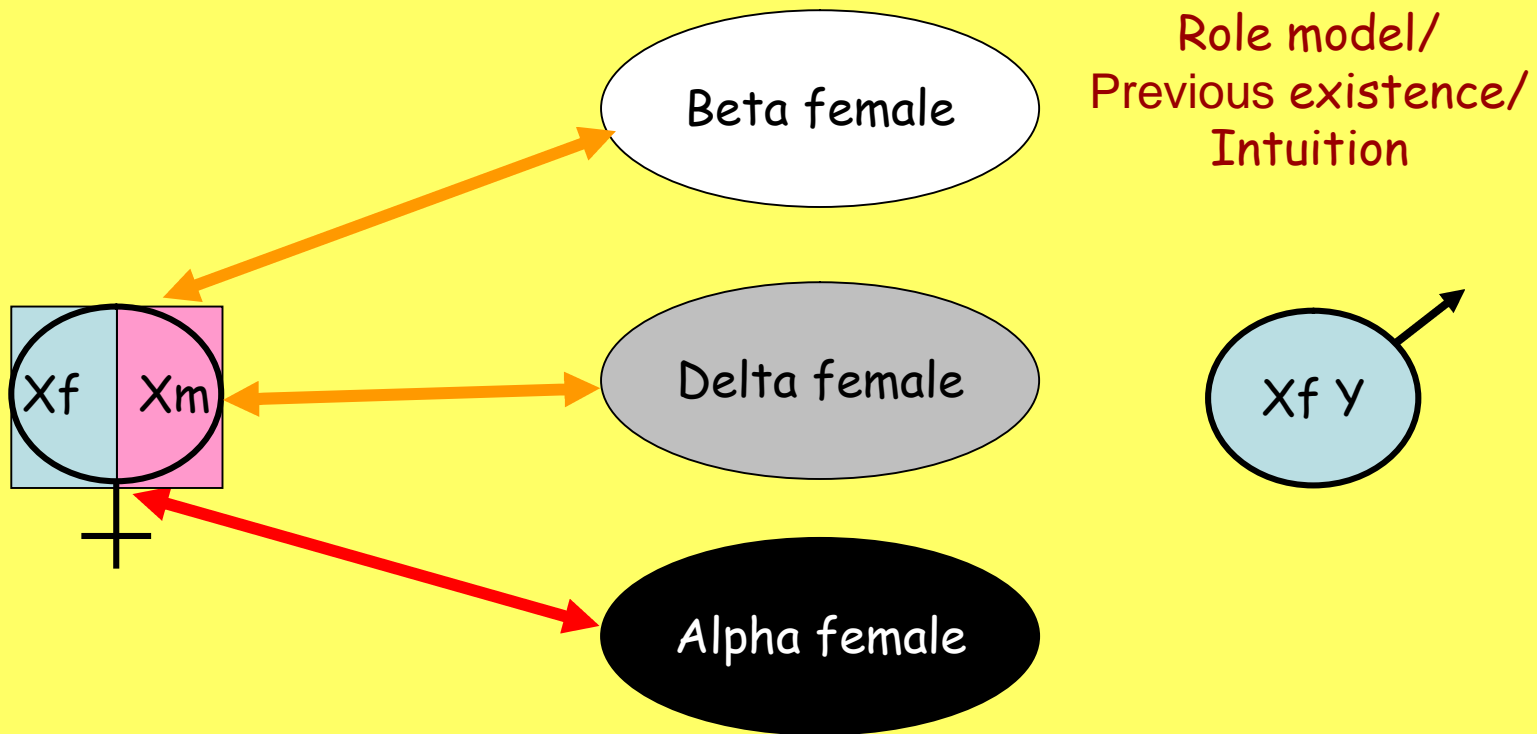 Role model/
Previous existence/
Intuition
Beta female
Xf Xm
Delta female
Xf Y
Alpha female